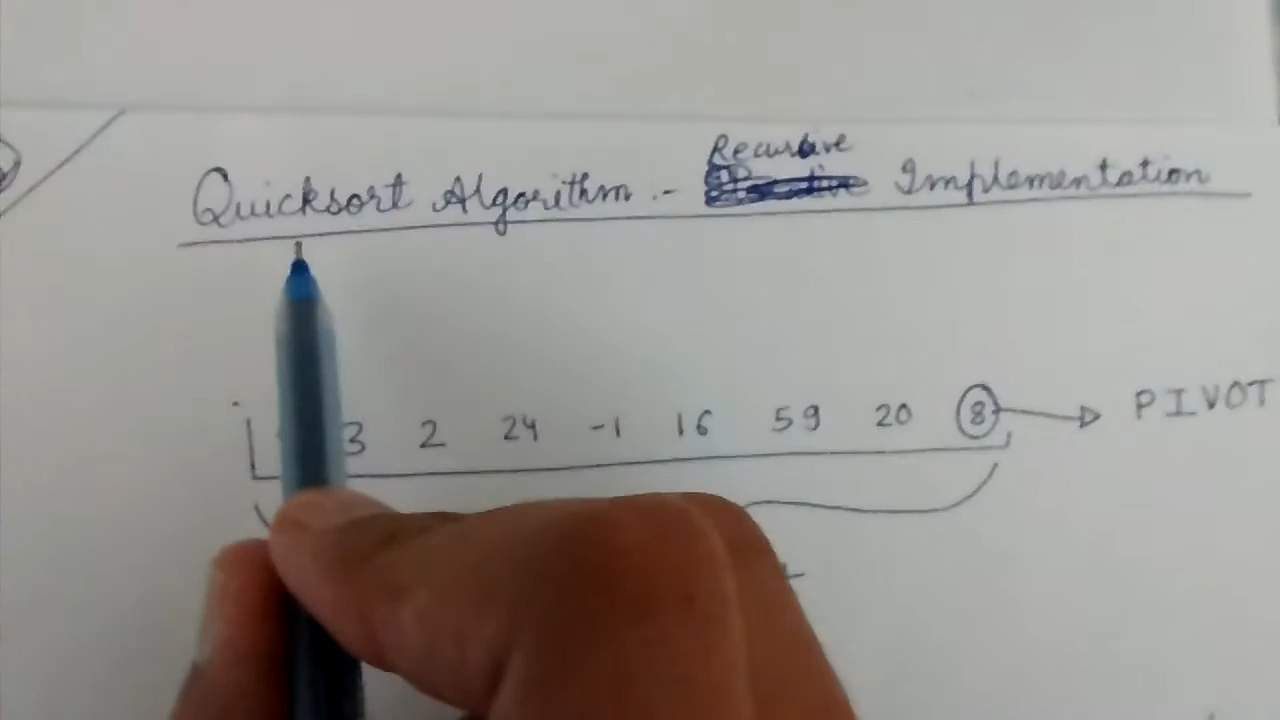 Recursive
Quicksort Algorithm :- Implementation
3 2 24 -1 16 59 20 8 PIVOT